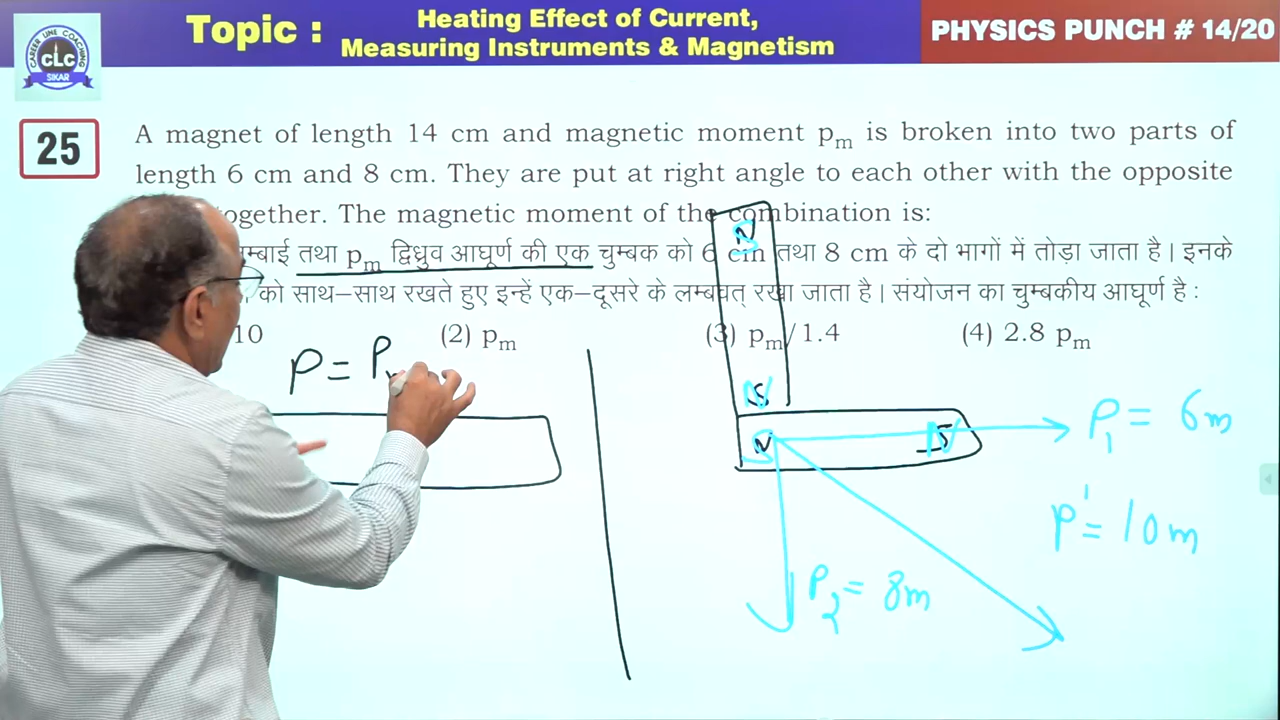 CAREER LINE COACHING
CLC
SIKAR
Topic :
Heating Effect of Current,
Measuring Instruments & Magnetism
PHYSICS PUNCH # 14/20
25
A magnet of length 14 cm and magnetic moment pm is broken into two parts of
length 6 cm and 8 cm. They are put at right angle to each other with the opposite
together. The magnetic moment of the combination is:
तथा pm द्विध्रुव आघूर्ण की एक चुम्बक को 6 cm तथा 8 cm के दो भागों में तोड़ा जाता है। इनके
को साथ–साथ रखते हुए इन्हें एक–दूसरे के लम्बवत् रखा जाता है। संयोजन का चुम्बकीय आघूर्ण है :
10
(2) pm
(3) pm/1.4
(4) 2.8 pm
P = P
N
S
N
S
N
S
S
N
P1 = 6m
P' = 10m
P2 = 8m